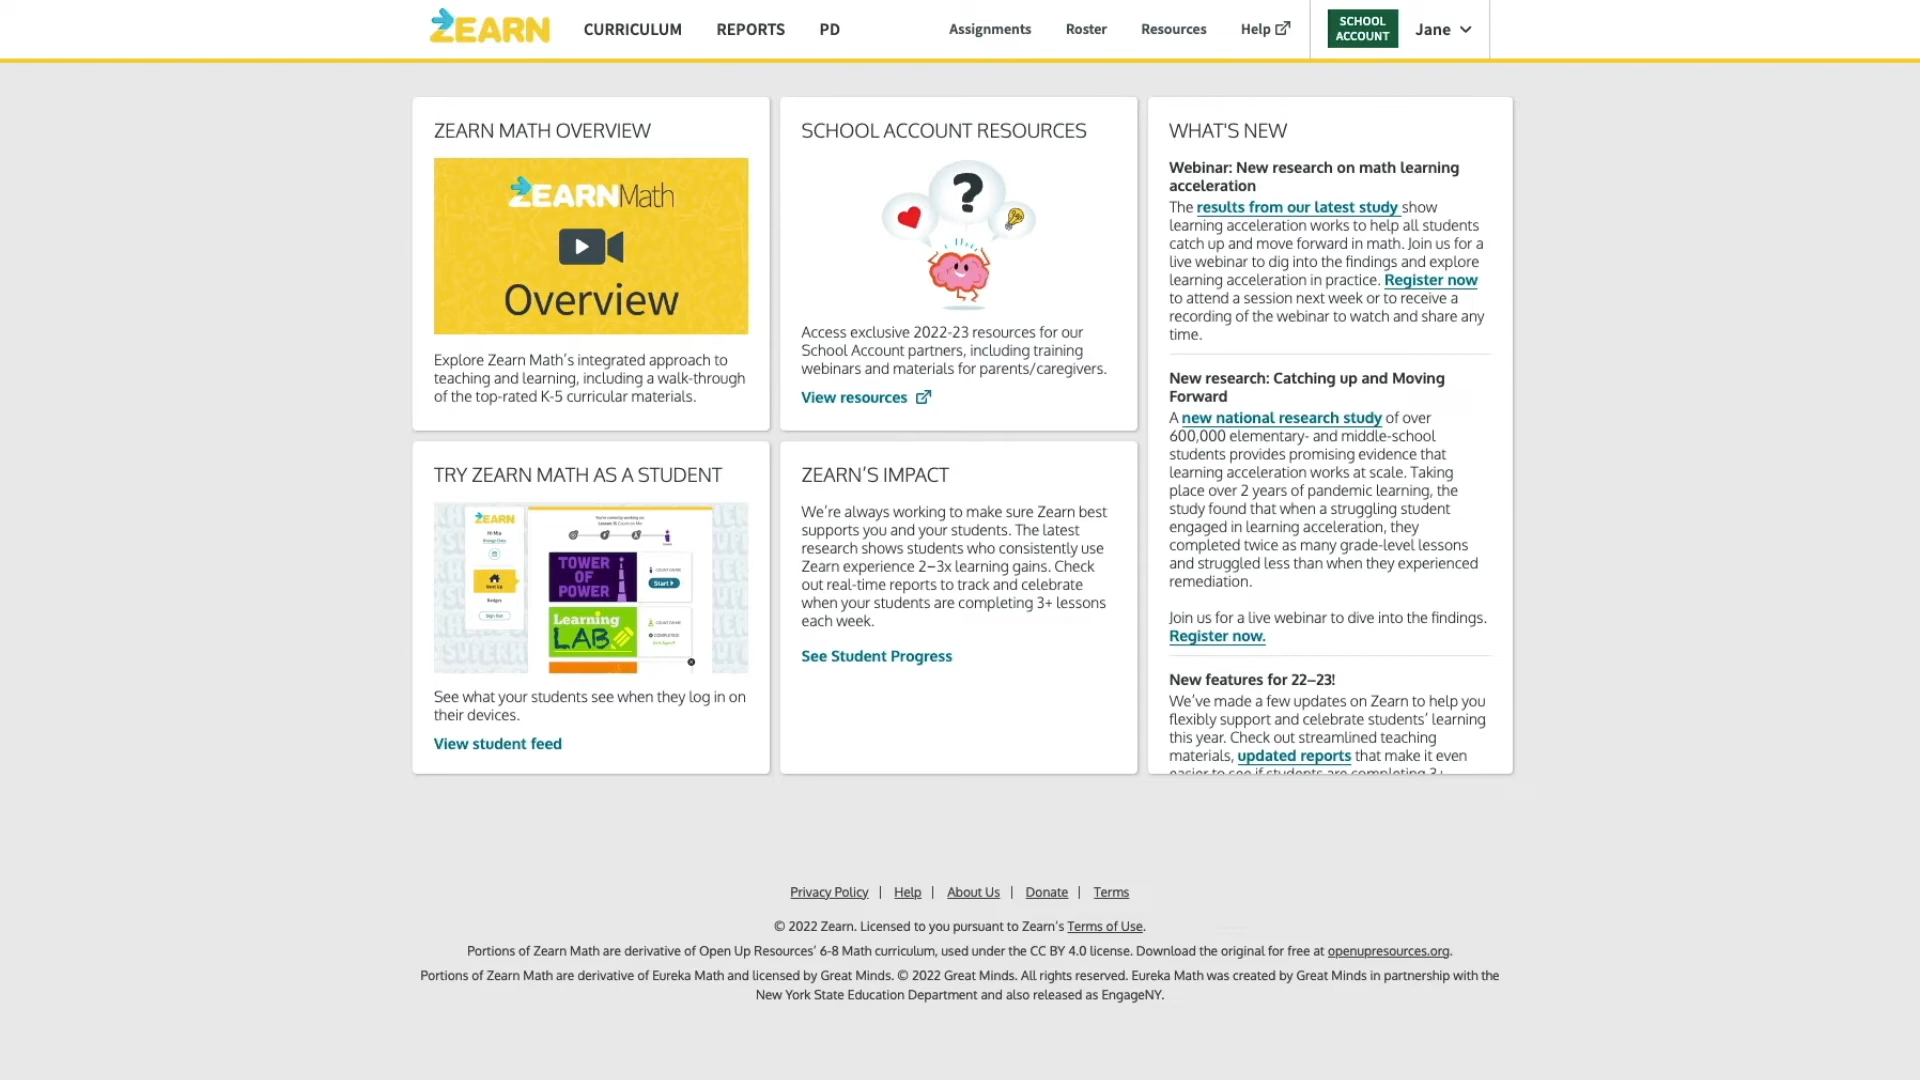 ZEARN CURRICULUM REPORTS PD Assignments Roster Resources Help SCHOOL ACCOUNT Jane
ZEARN MATH OVERVIEW
ZEARNMath
Overview
Explore Zearn Math's integrated approach to
teaching and learning, including a walk-through
of the top-rated K-5 curricular materials.
SCHOOL ACCOUNT RESOURCES
?
Access exclusive 2022-23 resources for our
School Account partners, including training
webinars and materials for parents/caregivers.
View resources
WHAT'S NEW
Webinar: New research on math learning
acceleration
The results from our latest study show
learning acceleration works to help all students
catch up and move forward in math. Join us for a
live webinar to dig into the findings and explore
learning acceleration in practice. Register now
to attend a session next week or to receive a
recording of the webinar to watch and share any
time.
New research: Catching up and Moving
Forward
A new national research study of over
600,000 elementary- and middle-school
students provides promising evidence that
learning acceleration works at scale. Taking
place over 2 years of pandemic learning, the
study found that when a struggling student
engaged in learning acceleration, they
completed twice as many grade-level lessons
and struggled less than when they experienced
remediation.
Join us for a live webinar to dive into the findings.
Register now.
New features for 22–23!
We've made a few updates on Zearn to help you
flexibly support and celebrate students' learning
this year. Check out streamlined teaching
materials, updated reports that make it even
easier to see if students are completing 3+
TRY ZEARN MATH AS A STUDENT
ZEARN
TOWER
OF
POWER
Start
Learning
LAB
See what your students see when they log in on
their devices.
View student feed
ZEARN'S IMPACT
We're always working to make sure Zearn best
supports you and your students. The latest
research shows students who consistently use
Zearn experience 2–3x learning gains. Check
out real-time reports to track and celebrate
when your students are completing 3+ lessons
each week.
See Student Progress
Privacy Policy | Help | About Us | Donate | Terms
© 2022 Zearn. Licensed to you pursuant to Zearn's Terms of Use.
Portions of Zearn Math are derivative of Open Up Resources' 6-8 Math curriculum, used under the CC BY 4.0 license. Download the original for free at openupresources.org.
Portions of Zearn Math are derivative of Eureka Math and licensed by Great Minds. © 2022 Great Minds. All rights reserved. Eureka Math was created by Great Minds in partnership with the
New York State Education Department and also released as EngageNY.